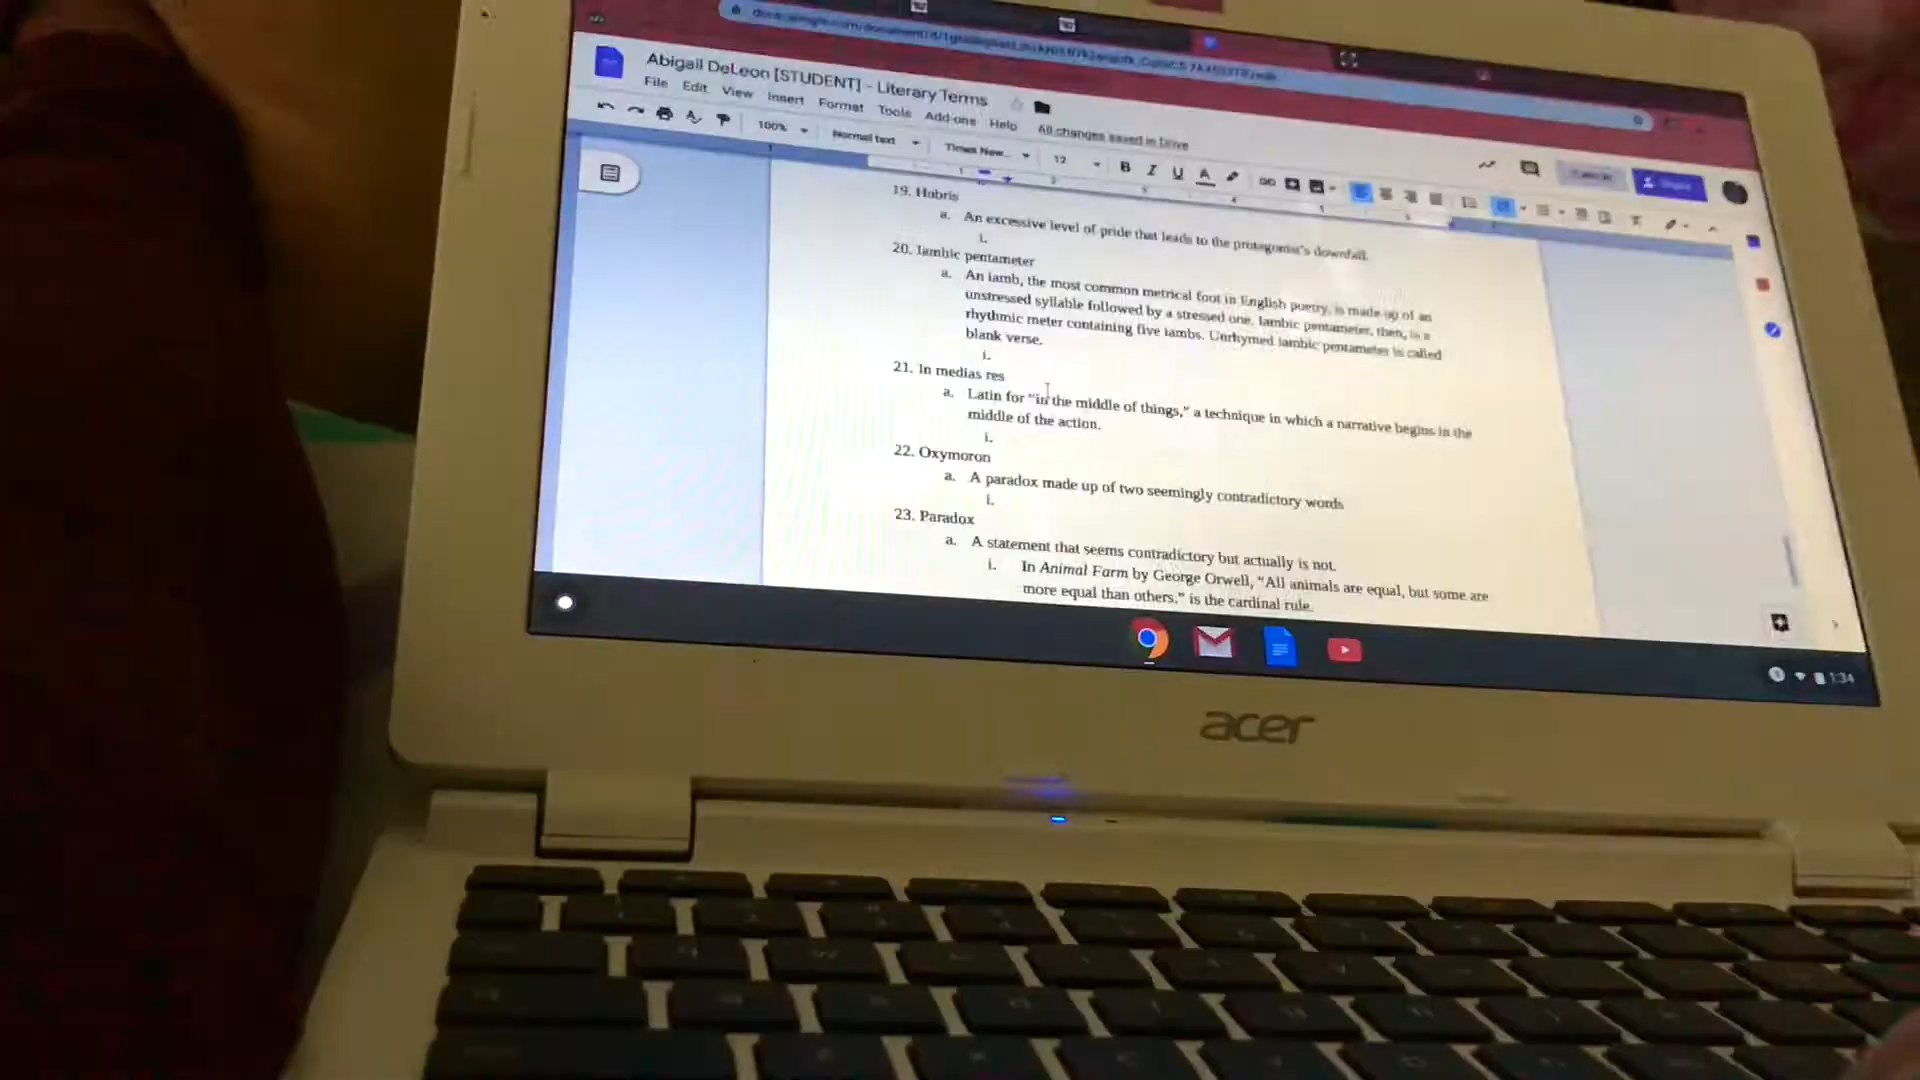 Abigail DeLeon [STUDENT] - Literary Terms
File Edit View Insert Format Tools Add-ons Help All changes saved in Drive
100% Normal text Times New... 12 B I U A Share
19. Hubris
a. An excessive level of pride that leads to the protagonist's downfall.
i.
20. Iambic pentameter
a. An iamb, the most common metrical foot in English poetry, is made up of an
unstressed syllable followed by a stressed one. Iambic pentameter, then, is a
rhythmic meter containing five iambs. Unrhymed iambic pentameter is called
blank verse.
i.
21. In medias res
a. Latin for “in the middle of things,” a technique in which a narrative begins in the
middle of the action.
i.
22. Oxymoron
a. A paradox made up of two seemingly contradictory words
i.
23. Paradox
a. A statement that seems contradictory but actually is not.
i. In Animal Farm by George Orwell, “All animals are equal, but some are
more equal than others.” is the cardinal rule.
1:34
acer